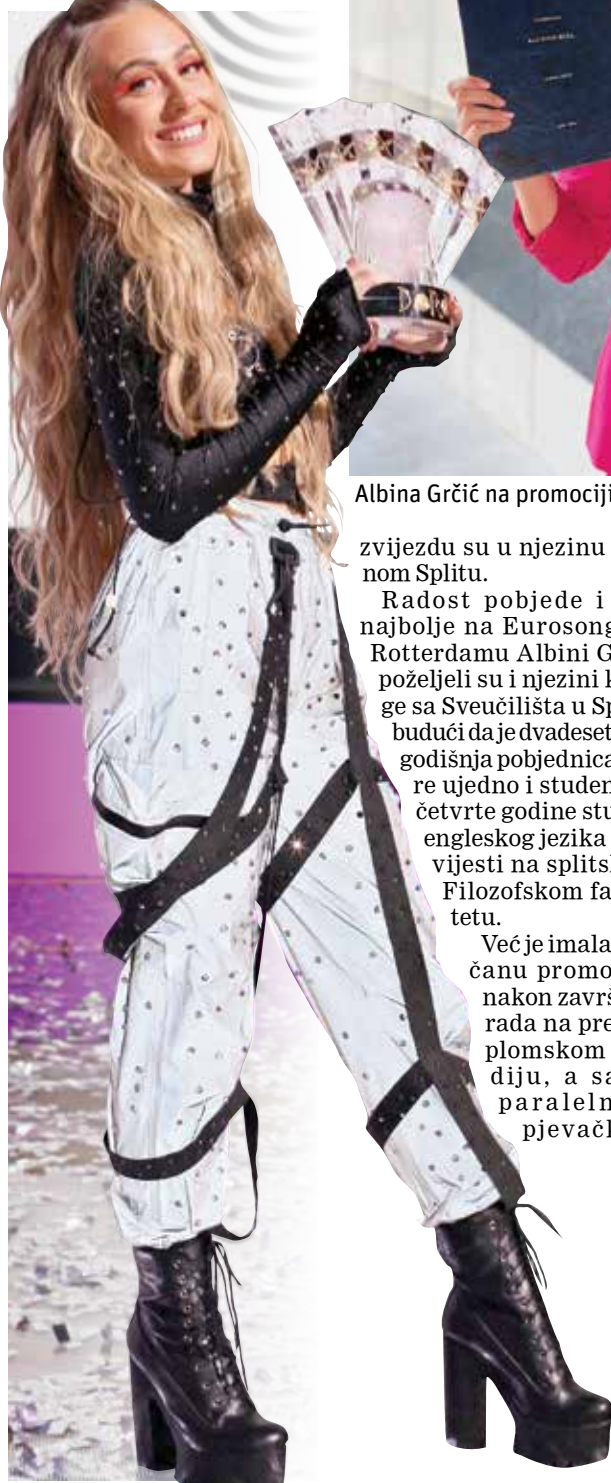 Albina Grčić na promociji
zvijezdu su u njezinu
nom Splitu.
Radost pobjede i
najbolje na Eurosong
Rotterdamu Albini G
poželjeli su i njezini k
ge sa Sveučilišta u Sp
budući da je dvadeset
godišnja pobjednica
re ujedno i studen
četvrte godine stu
engleskog jezika
vijesti na splits
Filozofskom fa
tetu.
Već je imala
čanu promo
nakon završ
rada na pre
plomskom
diju, a sa
paraleln
pjevačk